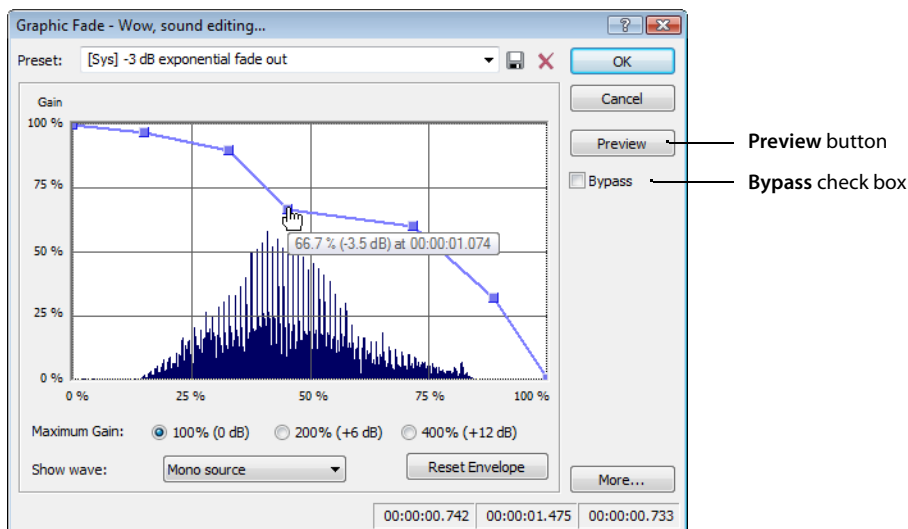 Graphic Fade - Wow, sound editing...
Preset: [Sys] -3 dB exponential fade out
OK
Cancel
Preview
Preview button
Bypass
Bypass check box
Gain
100 %
75 %
66.7 % (-3.5 dB) at 00:00:01.074
50 %
25 %
0 %
0 % 25 % 50 % 75 % 100 %
Maximum Gain: 100% (0 dB) 200% (+6 dB) 400% (+12 dB)
Show wave: Mono source Reset Envelope
More...
00:00:00.742 00:00:01.475 00:00:00.733